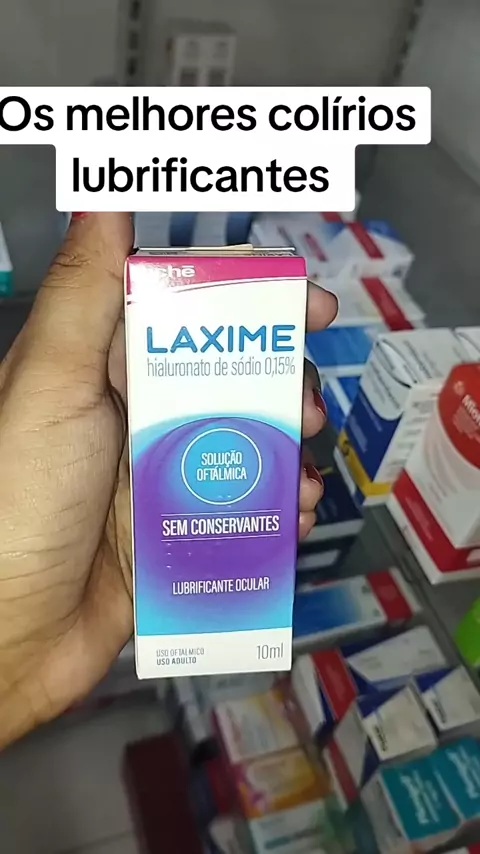 Os melhores colírios
lubrificantes
aché
LAXIME
hialuronato de sódio 0,15%
SOLUÇÃO
OFTÁLMICA
SEM CONSERVANTES
LUBRIFICANTE OCULAR
USO OFTÁLMICO
USO ADULTO
10ml